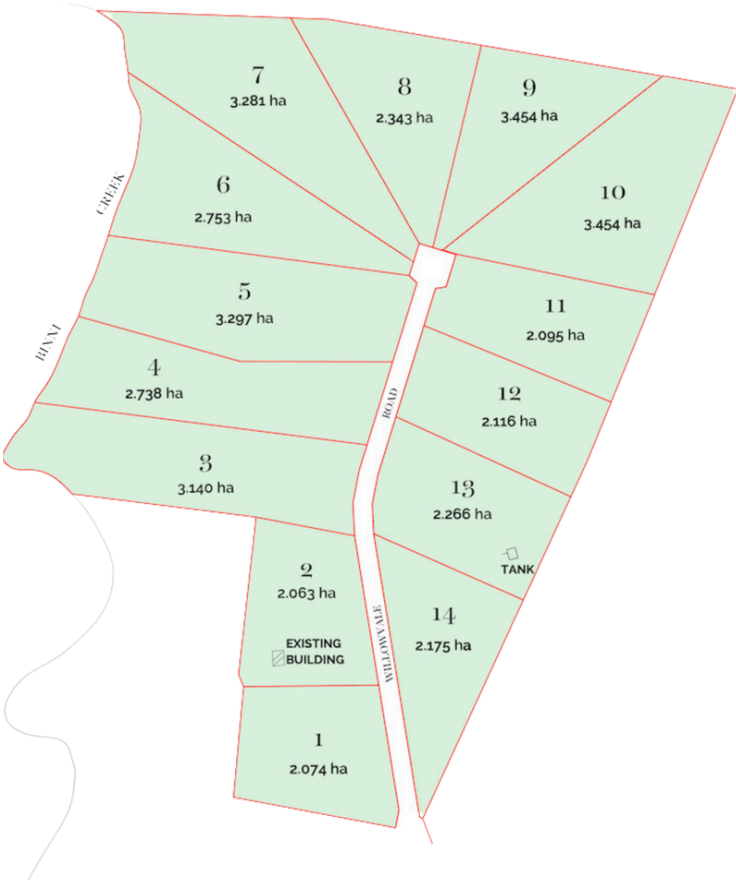 7
3.281 ha
8
2.343 ha
9
3.454 ha
6
2.753 ha
10
3.454 ha
CREEK
5
3.297 ha
11
2.095 ha
BINNI
4
2.738 ha
12
2.116 ha
ROAD
3
3.140 ha
13
2.266 ha
TANK
2
2.063 ha
14
2.175 ha
WILLOWVALE
EXISTING
BUILDING
1
2.074 ha